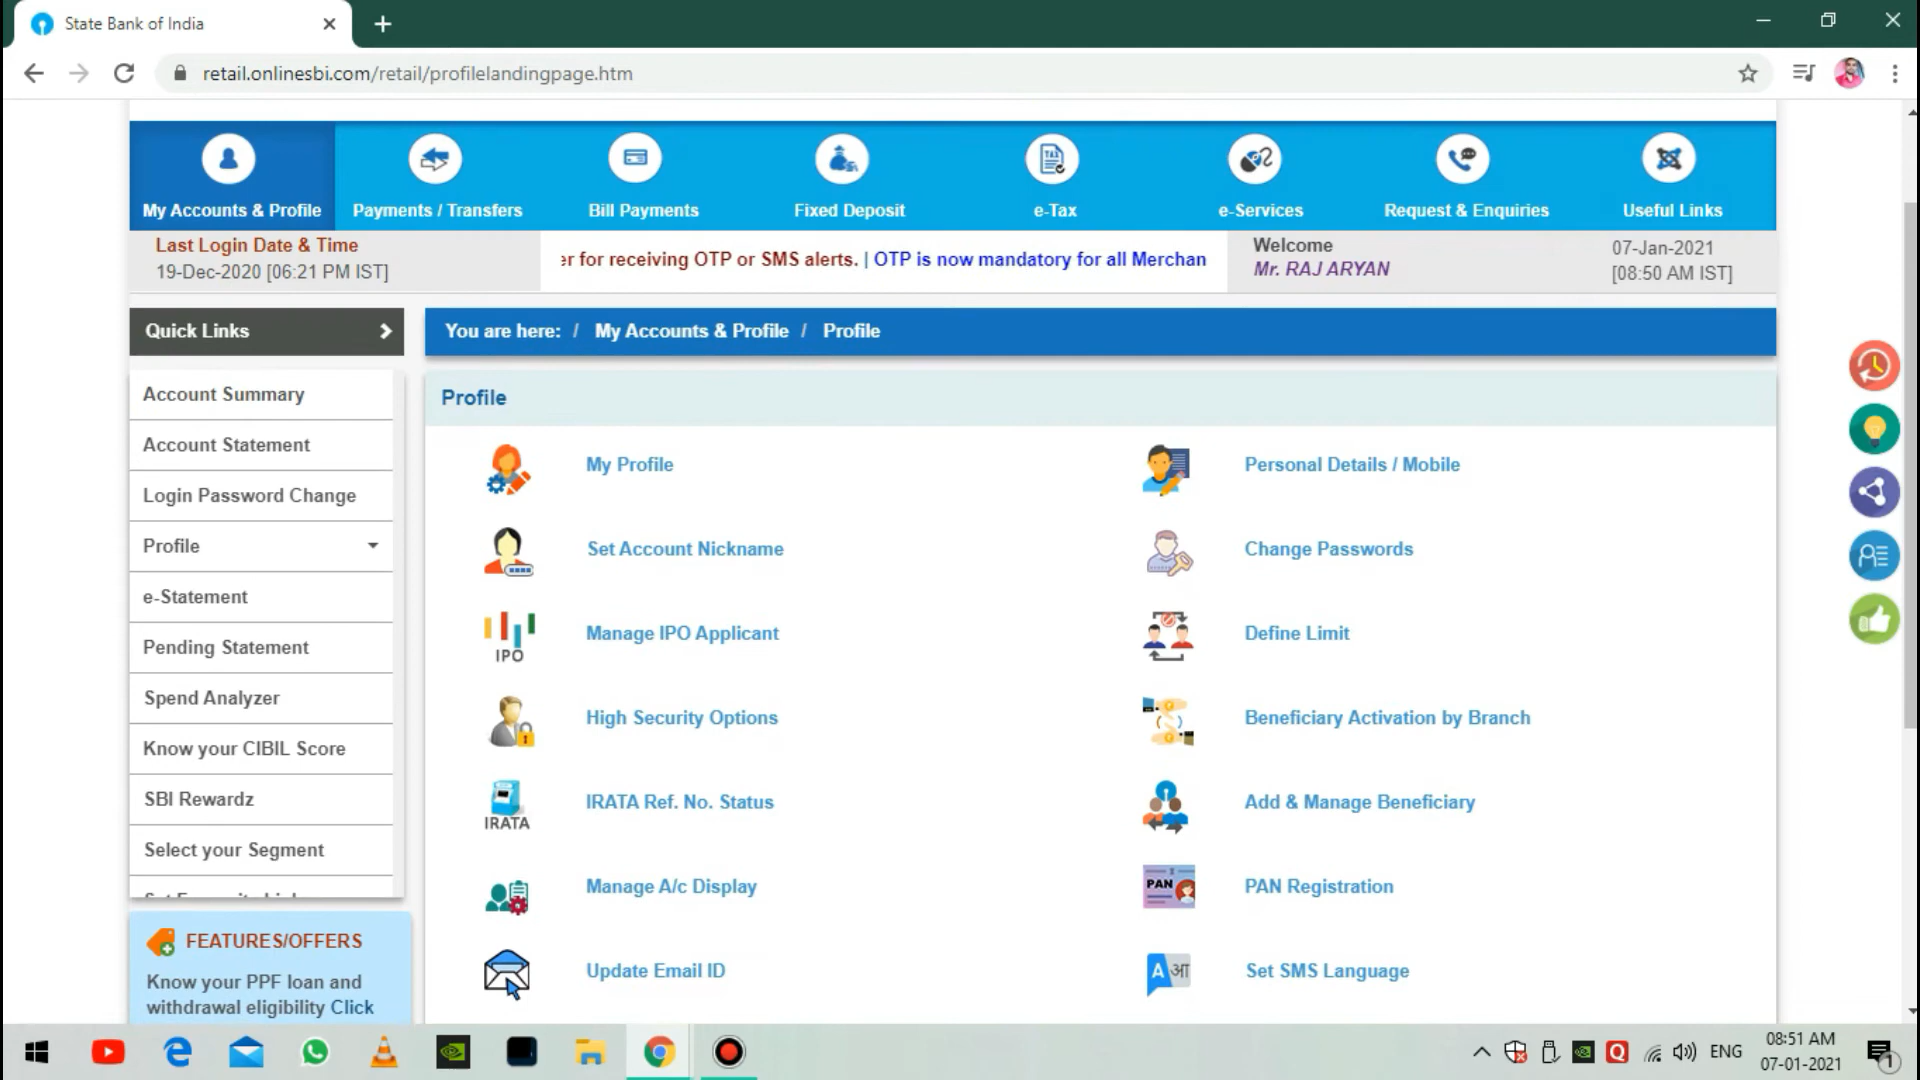 State Bank of India
retail.onlinesbi.com/retail/profilelandingpage.htm
My Accounts & Profile
Payments / Transfers
Bill Payments
Fixed Deposit
TAX
e-Tax
e-Services
Request & Enquiries
Useful Links
Last Login Date & Time
19-Dec-2020 [06:21 PM IST]
er for receiving OTP or SMS alerts. | OTP is now mandatory for all Merchan
Welcome
Mr. RAJ ARYAN
07-Jan-2021
[08:50 AM IST]
Quick Links
You are here: / My Accounts & Profile / Profile
Account Summary
Account Statement
Login Password Change
Profile
e-Statement
Pending Statement
Spend Analyzer
Know your CIBIL Score
SBI Rewardz
Select your Segment
FEATURES/OFFERS
Know your PPF loan and
withdrawal eligibility Click
Profile
My Profile
Personal Details / Mobile
Set Account Nickname
Change Passwords
IPO
Manage IPO Applicant
Define Limit
High Security Options
Beneficiary Activation by Branch
IRATA
IRATA Ref. No. Status
Add & Manage Beneficiary
Manage A/c Display
PAN
PAN Registration
Update Email ID
A आ
Set SMS Language
ENG
08:51 AM
07-01-2021
1